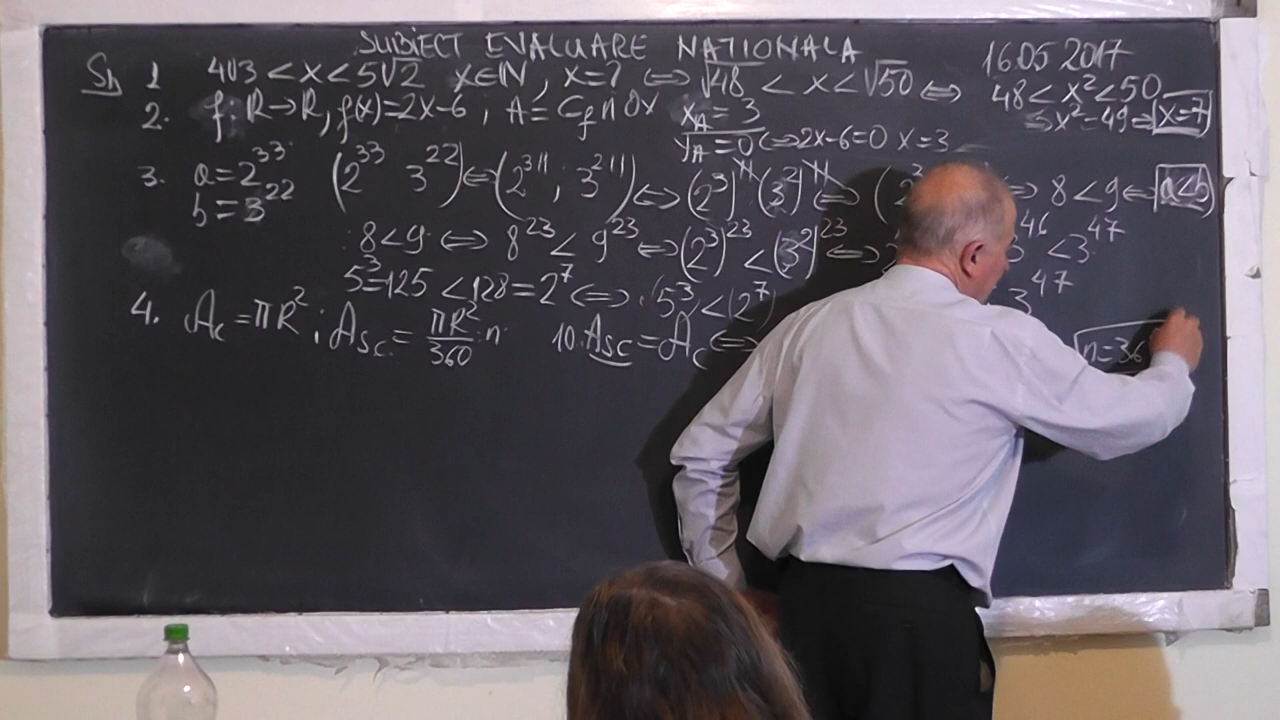 SUBIECT EVALUARE NATIONALA 16.05 2017
1 4√3 < x < 5√2 x∈N, x=? ⇔ √48 < x < √50 ⇔ 48 < x² < 50
⇒ x² = 49 ⇒ x=7
2. f: R→R, f(x)=2x-6, A = Gf ∩ Ox x_A = 3
y_A = 0 ⇔ 2x-6=0 x=3
3. a=2^33 (2^33 3^22) ⇔ (2^3·11 ; 3^2·11) ⇔ (2^3)^11 (3^2)^11 ⇔ (2^3 ⇔ 8<9 ⇔ a<b
b=3^22
8<9 ⇔ 8^23 < 9^23 ⇔ (2^3)^23 < (3^2)^23 ⇔ 46 < 3^47
5^3=125 < 128=2^7 ⇔ (5^3 < (2^7) 3^47
4. A_c = πR² ; A_sc = πR²/360 · n 10·A_sc = A_c ⇔ n=36